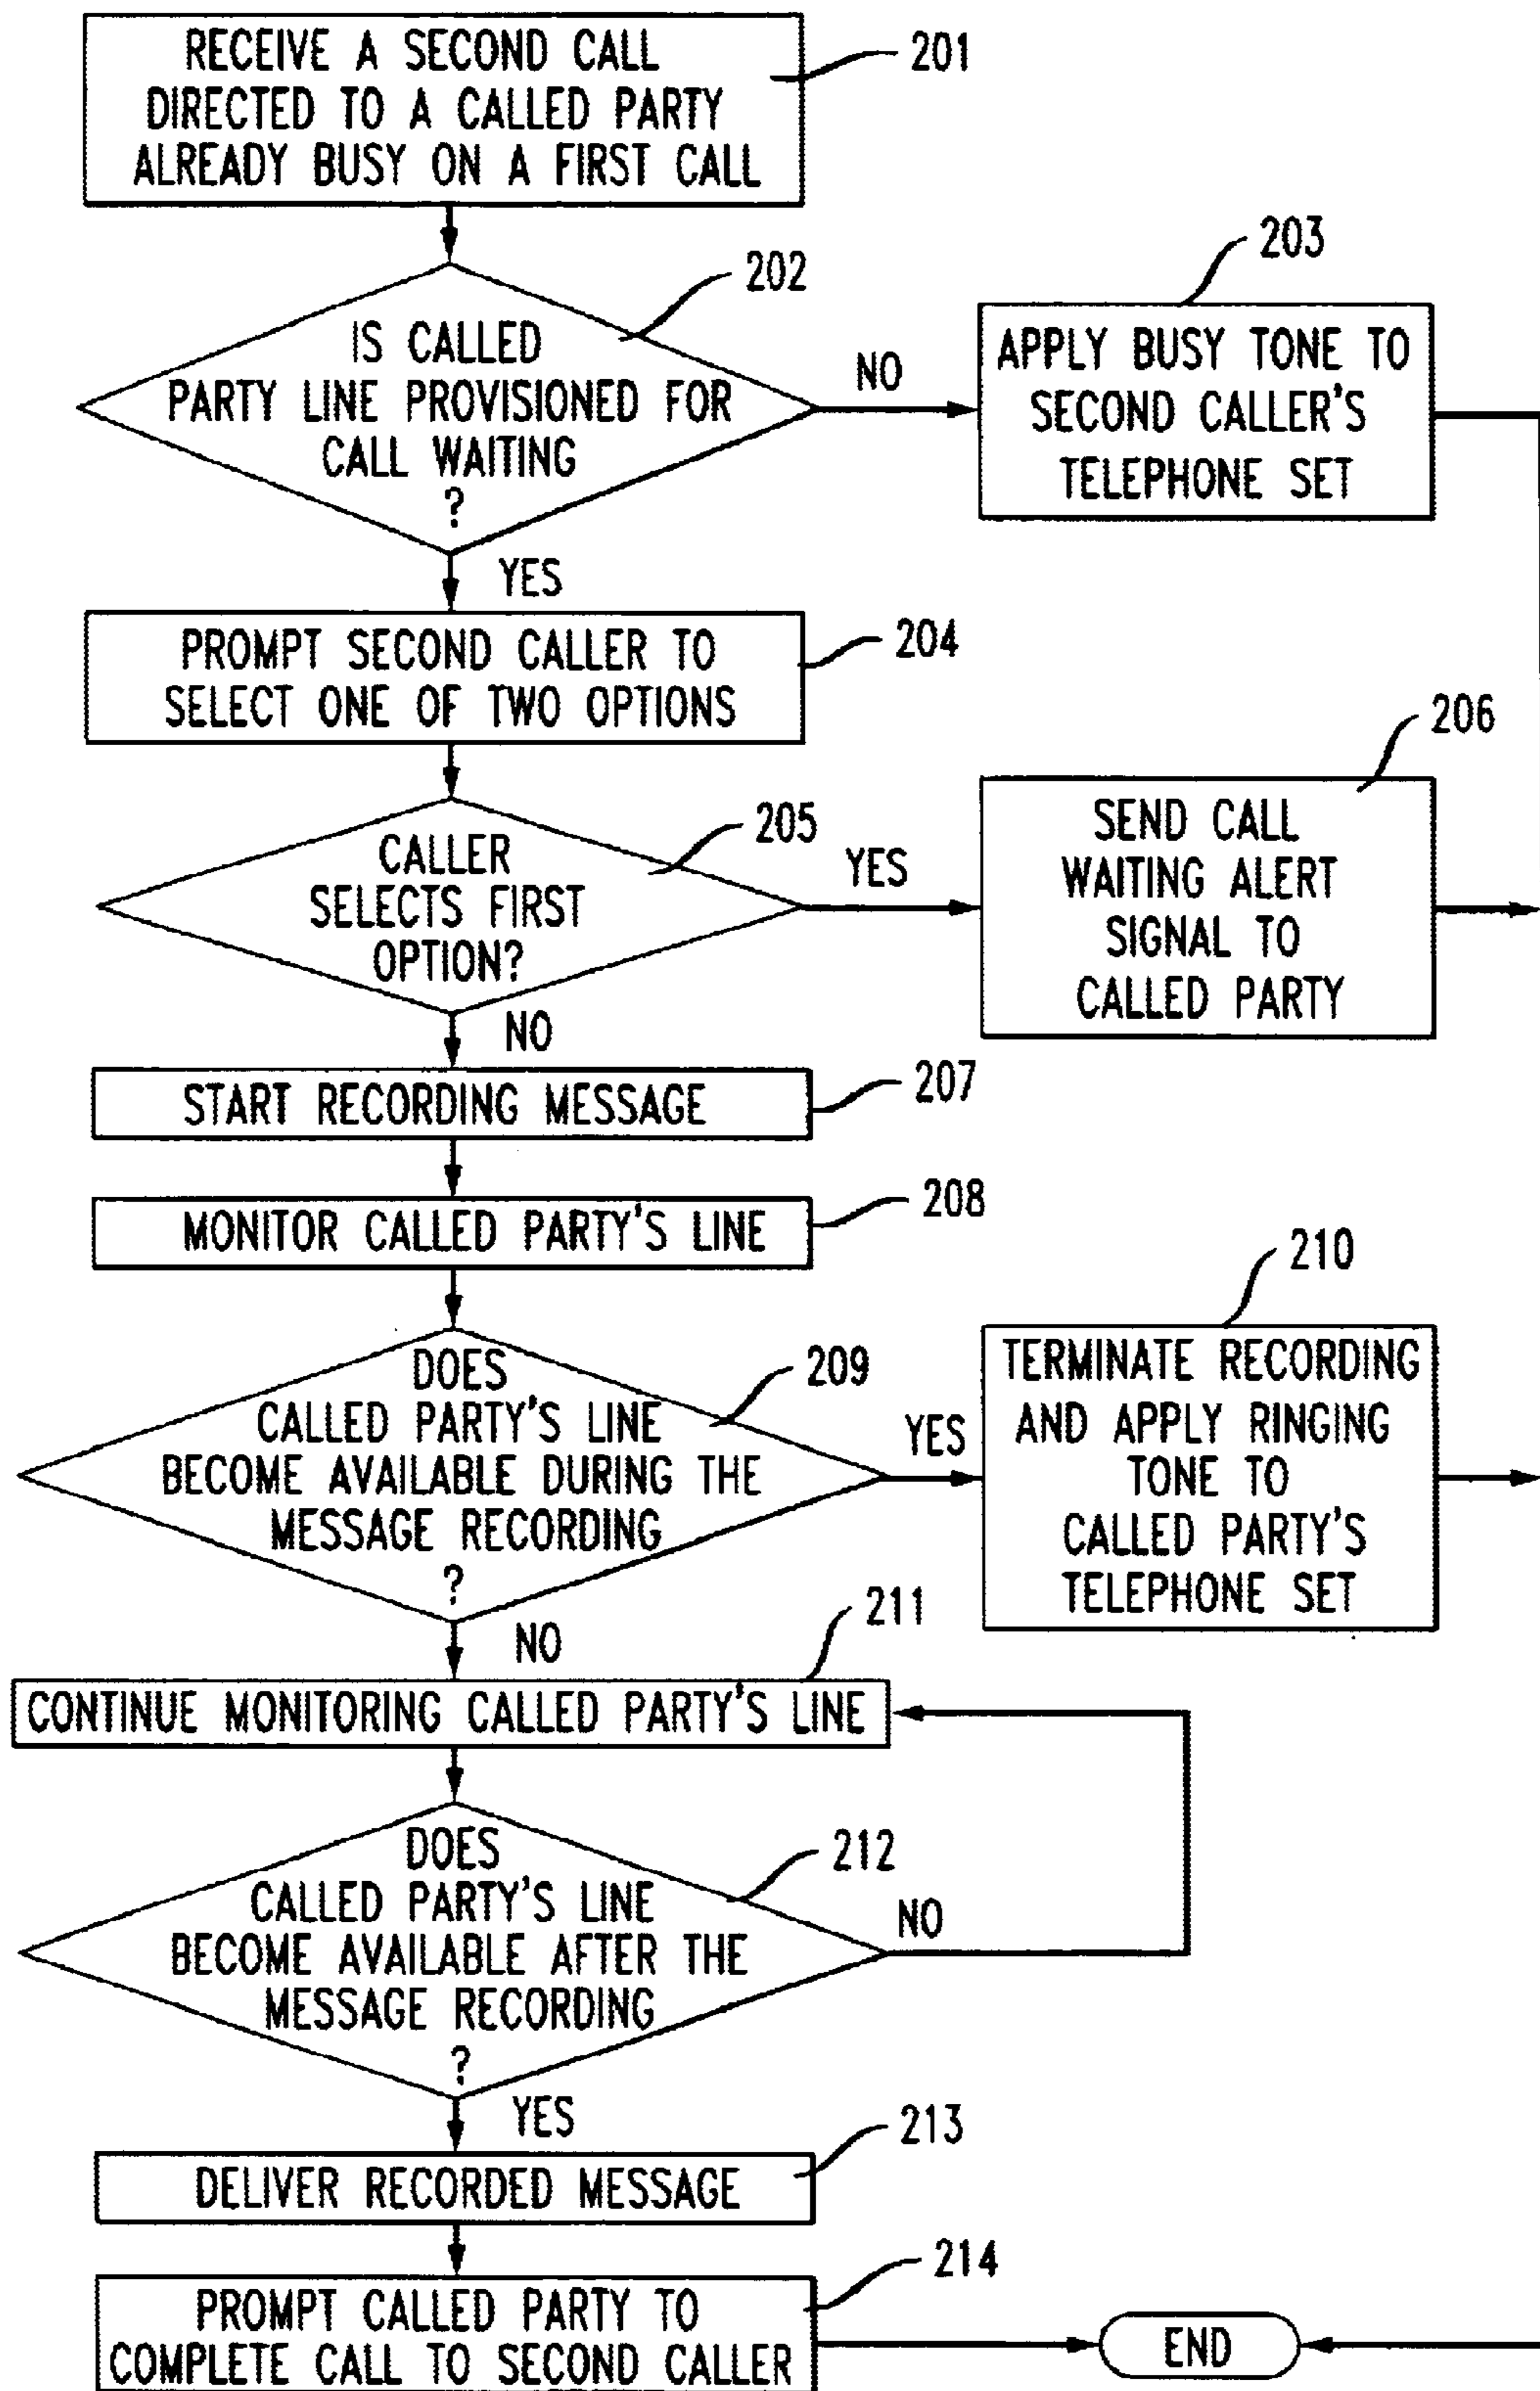 RECEIVE A SECOND CALL
DIRECTED TO A CALLED PARTY
ALREADY BUSY ON A FIRST CALL
201
202
IS CALLED
PARTY LINE PROVISIONED FOR
CALL WAITING
?
NO
203
APPLY BUSY TONE TO
SECOND CALLER'S
TELEPHONE SET
YES
PROMPT SECOND CALLER TO
SELECT ONE OF TWO OPTIONS
204
205
CALLER
SELECTS FIRST
OPTION?
YES
206
SEND CALL
WAITING ALERT
SIGNAL TO
CALLED PARTY
NO
START RECORDING MESSAGE
207
MONITOR CALLED PARTY'S LINE
208
209
DOES
CALLED PARTY'S LINE
BECOME AVAILABLE DURING THE
MESSAGE RECORDING
?
YES
210
TERMINATE RECORDING
AND APPLY RINGING
TONE TO
CALLED PARTY'S
TELEPHONE SET
NO
211
CONTINUE MONITORING CALLED PARTY'S LINE
212
DOES
CALLED PARTY'S LINE
BECOME AVAILABLE AFTER THE
MESSAGE RECORDING
?
NO
YES
213
DELIVER RECORDED MESSAGE
214
PROMPT CALLED PARTY TO
COMPLETE CALL TO SECOND CALLER
END